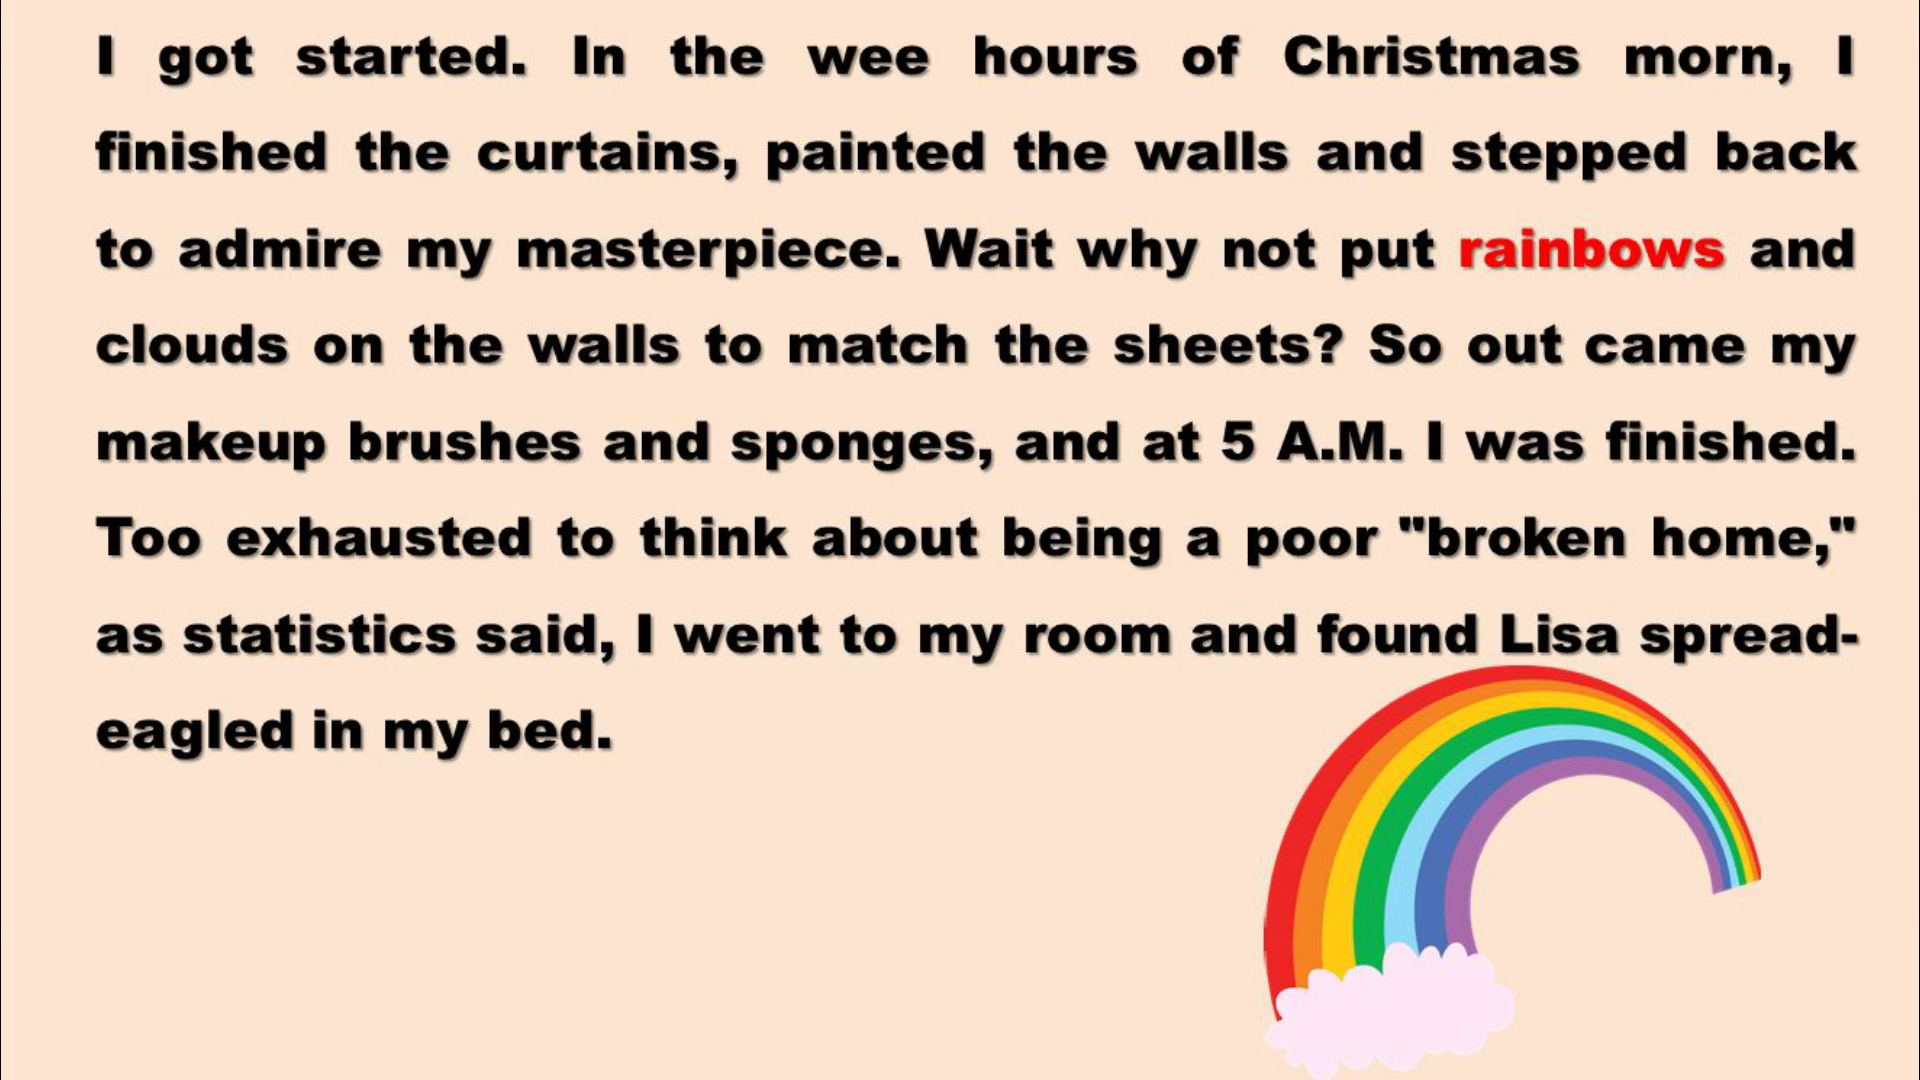 I got started. In the wee hours of Christmas morn, I
finished the curtains, painted the walls and stepped back
to admire my masterpiece. Wait why not put rainbows and
clouds on the walls to match the sheets? So out came my
makeup brushes and sponges, and at 5 A.M. I was finished.
Too exhausted to think about being a poor "broken home,"
as statistics said, I went to my room and found Lisa spread-
eagled in my bed.